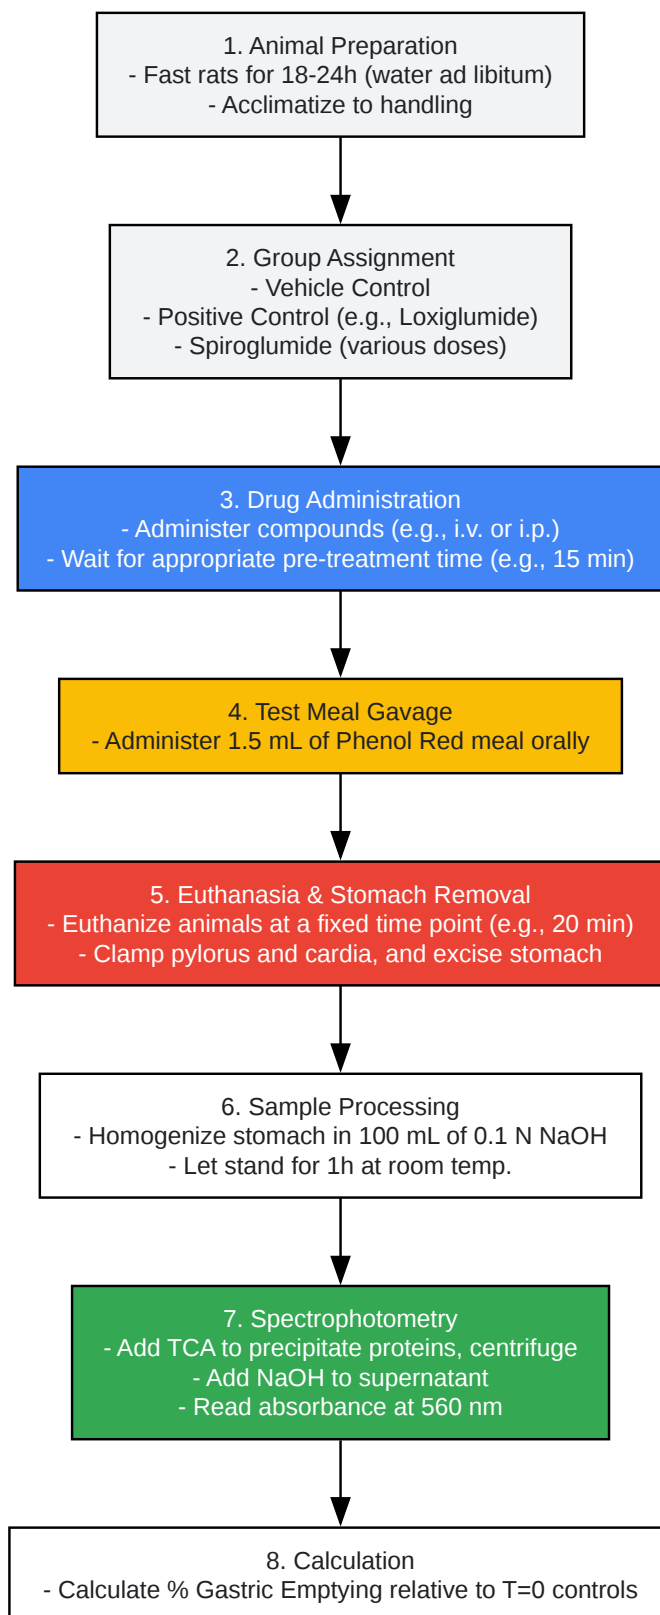 1. Animal Preparation
- Fast rats for 18-24h (water ad libitum)
- Acclimatize to handling
2. Group Assignment
- Vehicle Control
- Positive Control (e.g., Loxiglumide)
- Spiroglumide (various doses)
3. Drug Administration
- Administer compounds (e.g., i.v. or i.p.)
- Wait for appropriate pre-treatment time (e.g., 15 min)
4. Test Meal Gavage
- Administer 1.5 mL of Phenol Red meal orally
5. Euthanasia & Stomach Removal
- Euthanize animals at a fixed time point (e.g., 20 min)
- Clamp pylorus and cardia, and excise stomach
6. Sample Processing
- Homogenize stomach in 100 mL of 0.1 N NaOH
- Let stand for 1h at room temp.
7. Spectrophotometry
- Add TCA to precipitate proteins, centrifuge
- Add NaOH to supernatant
- Read absorbance at 560 nm
8. Calculation
- Calculate % Gastric Emptying relative to T=0 controls